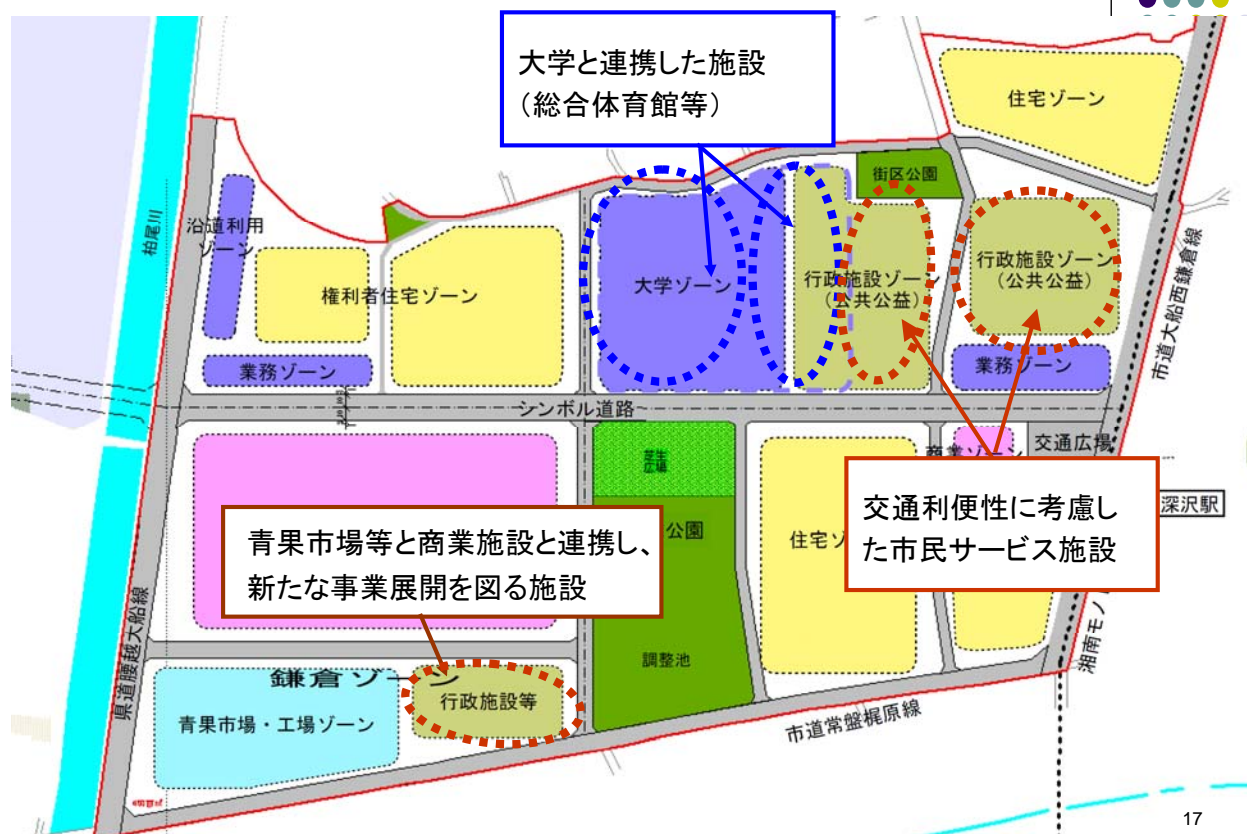 大学と連携した施設
（総合体育館等）
住宅ゾーン
街区公園
柏尾川
沿道利用
ゾーン
権利者住宅ゾーン
大学ゾーン
行政施設ゾーン
（公共公益）
行政施設ゾーン
（公共公益）
市道大船西鎌倉線
業務ゾーン
業務ゾーン
シンボル道路
芝生
広場
商業ゾーン
交通広場
深沢駅
青果市場等と商業施設と連携し、
新たな事業展開を図る施設
公園
住宅ゾ
交通利便性に考慮し
た市民サービス施設
湘南モノ
県道腰越大船線
調整池
鎌倉ゾーン
行政施設等
青果市場・工場ゾーン
市道常盤梶原線
17